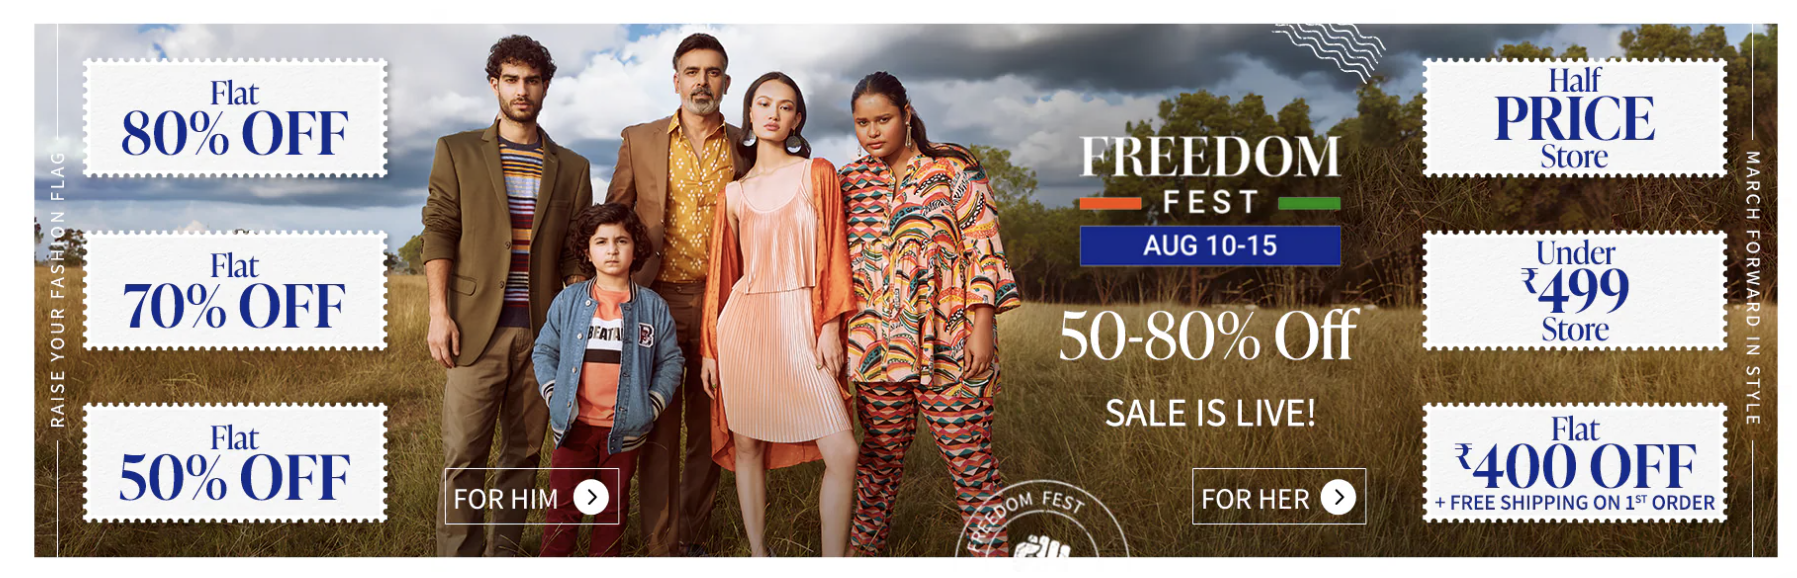 RAISE YOUR FASHION FLAG
Flat
80% OFF
Flat
70% OFF
Flat
50% OFF
FOR HIM
FREEDOM
FEST
AUG 10-15
50-80% Off
SALE IS LIVE!
FOR HER
FREEDOM FEST
Half
PRICE
Store
Under
₹499
Store
Flat
₹400 OFF
+ FREE SHIPPING ON 1ST ORDER
MARCH FORWARD IN STYLE